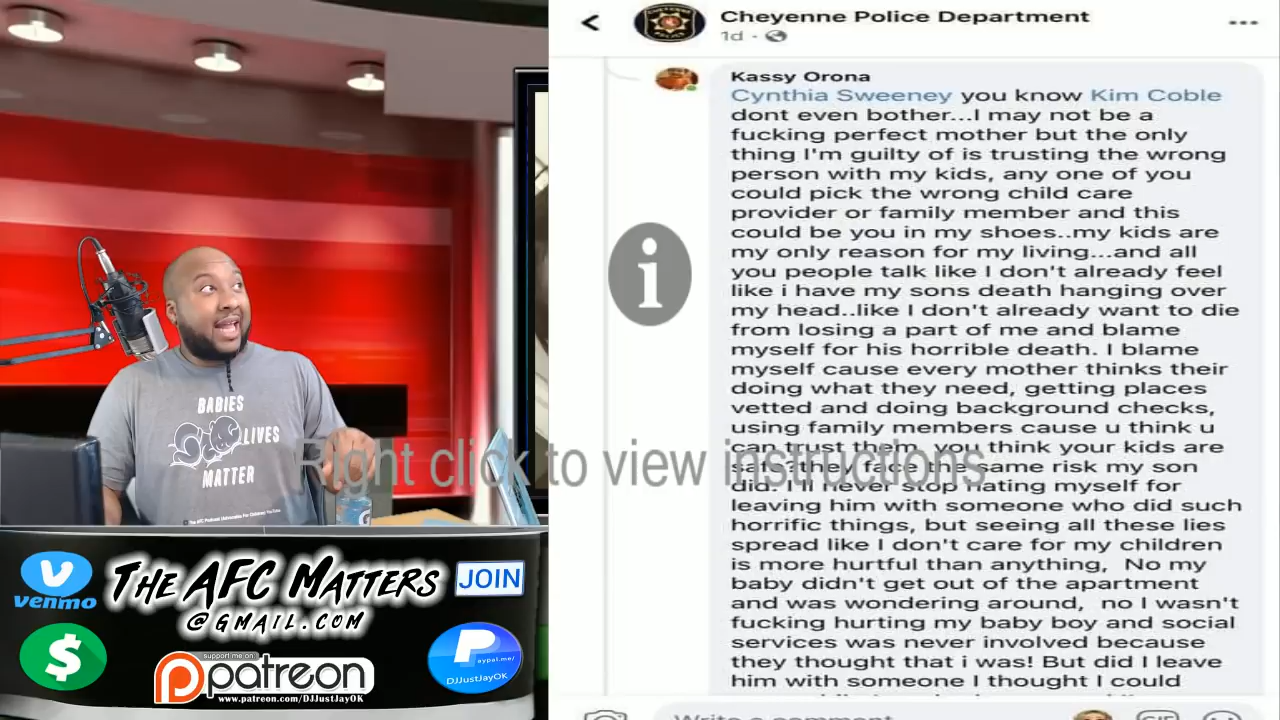 BABIES
LIVES
MATTER
THE AFC MATTERS
@GMAIL.COM
venmo
JOIN
$
support me on
patreon
www.patreon.com/DJJustJayOK
Paypal.me/
DJJustJayOK
Cheyenne Police Department
1d
Kassy Orona
Cynthia Sweeney you know Kim Coble
dont even bother...I may not be a
fucking perfect mother but the only
thing I'm guilty of is trusting the wrong
person with my kids, any one of you
could pick the wrong child care
provider or family member and this
could be you in my shoes..my kids are
my only reason for my living...and all
you people talk like I don't already feel
like i have my sons death hanging over
my head..like I don't already want to die
from losing a part of me and blame
myself for his horrible death. I blame
myself cause every mother thinks their
doing what they need, getting places
vetted and doing background checks,
using family members cause u think u
can trust them, you think your kids are
safe?they face the same risk my son
did. I'll never stop hating myself for
leaving him with someone who did such
horrific things, but seeing all these lies
spread like I don't care for my children
is more hurtful than anything,  No my
baby didn't get out of the apartment
and was wondering around,  no I wasn't
fucking hurting my baby boy and social
services was never involved because
they thought that i was! But did I leave
him with someone I thought I could
Write a comment
GIF
Right click to view instructions